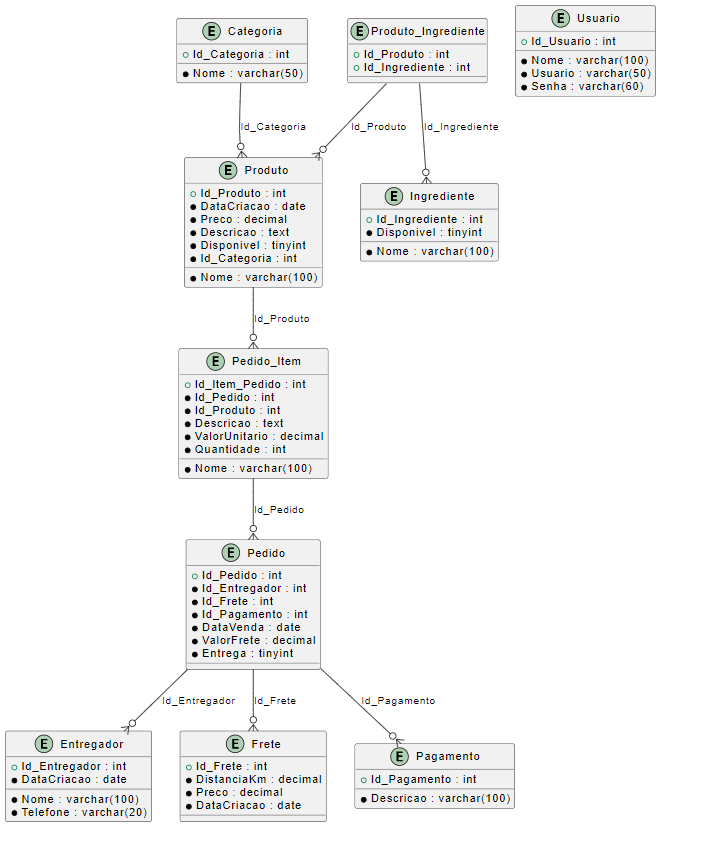 E Categoria
Id_Categoria : int
Nome : varchar(50)
E Produto_Ingrediente
Id_Produto : int
Id_Ingrediente : int
E Usuario
Id_Usuario : int
Nome : varchar(100)
Usuario : varchar(50)
Senha : varchar(60)
Id_Categoria
Id_Produto
Id_Ingrediente
E Produto
Id_Produto : int
DataCriacao : date
Preco : decimal
Descricao : text
Disponivel : tinyint
Id_Categoria : int
Nome : varchar(100)
E Ingrediente
Id_Ingrediente : int
Disponivel : tinyint
Nome : varchar(100)
Id_Produto
E Pedido_Item
Id_Item_Pedido : int
Id_Pedido : int
Id_Produto : int
Descricao : text
ValorUnitario : decimal
Quantidade : int
Nome : varchar(100)
Id_Pedido
E Pedido
Id_Pedido : int
Id_Entregador : int
Id_Frete : int
Id_Pagamento : int
DataVenda : date
ValorFrete : decimal
Entrega : tinyint
Id_Entregador
Id_Frete
Id_Pagamento
E Entregador
Id_Entregador : int
DataCriacao : date
Nome : varchar(100)
Telefone : varchar(20)
E Frete
Id_Frete : int
DistanciaKm : decimal
Preco : decimal
DataCriacao : date
E Pagamento
Id_Pagamento : int
Descricao : varchar(100)